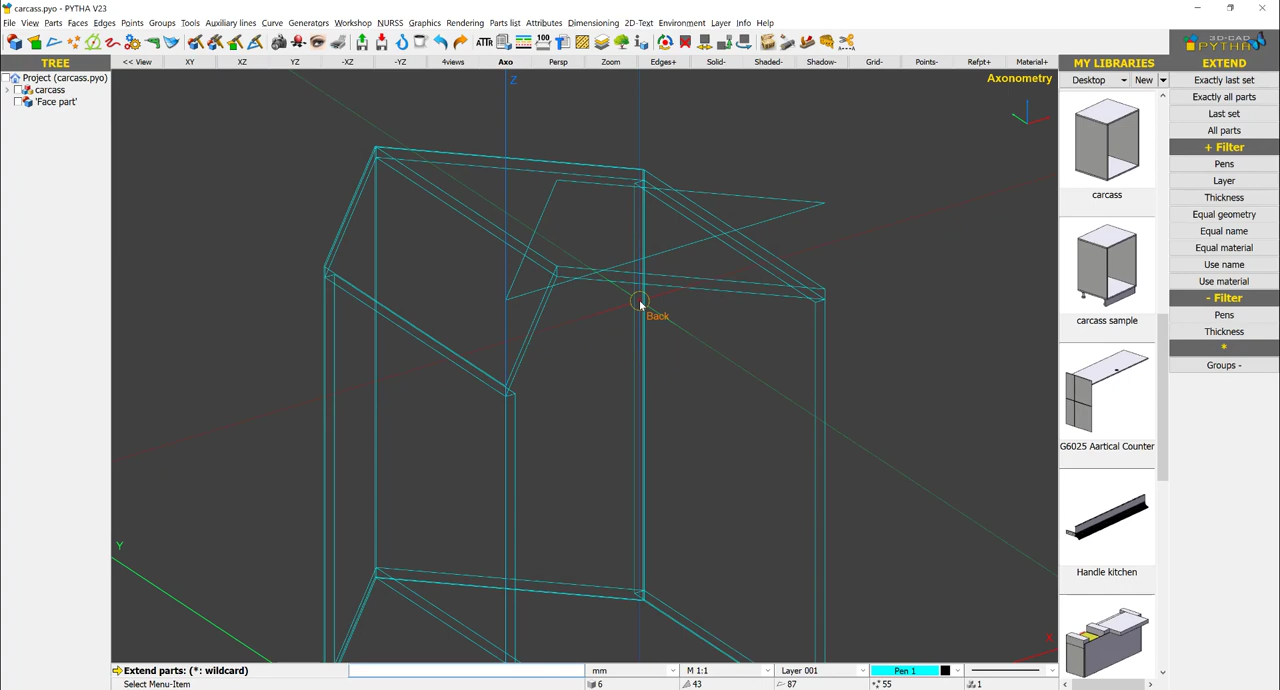 carcass.pyo - PYTHA V23
File View Parts Faces Edges Points Groups Tools Auxiliary lines Curve Generators Workshop NURSS Graphics Rendering Parts list Attributes Dimensioning 2D-Text Environment Layer Info Help
ATTR 100 3D-CAD PYTHA
TREE << View XY XZ YZ -XZ -YZ 4views Axo Persp Zoom Edges+ Solid- Shaded- Shadow- Grid- Points- Refpt+ Material+ MY LIBRARIES EXTEND
Project (carcass.pyo)
carcass
'Face part'
Z
Axonometry
Back
Y
X
Desktop New
carcass
carcass sample
G6025 Aartical Counter
Handle kitchen
Exactly last set
Exactly all parts
Last set
All parts
+ Filter
Pens
Layer
Thickness
Equal geometry
Equal name
Equal material
Use name
Use material
- Filter
Pens
Thickness
*
Groups -
Extend parts: (*: wildcard) mm M 1:1 Layer 001 Pen 1
Select Menu-Item 6 43 87 55 1